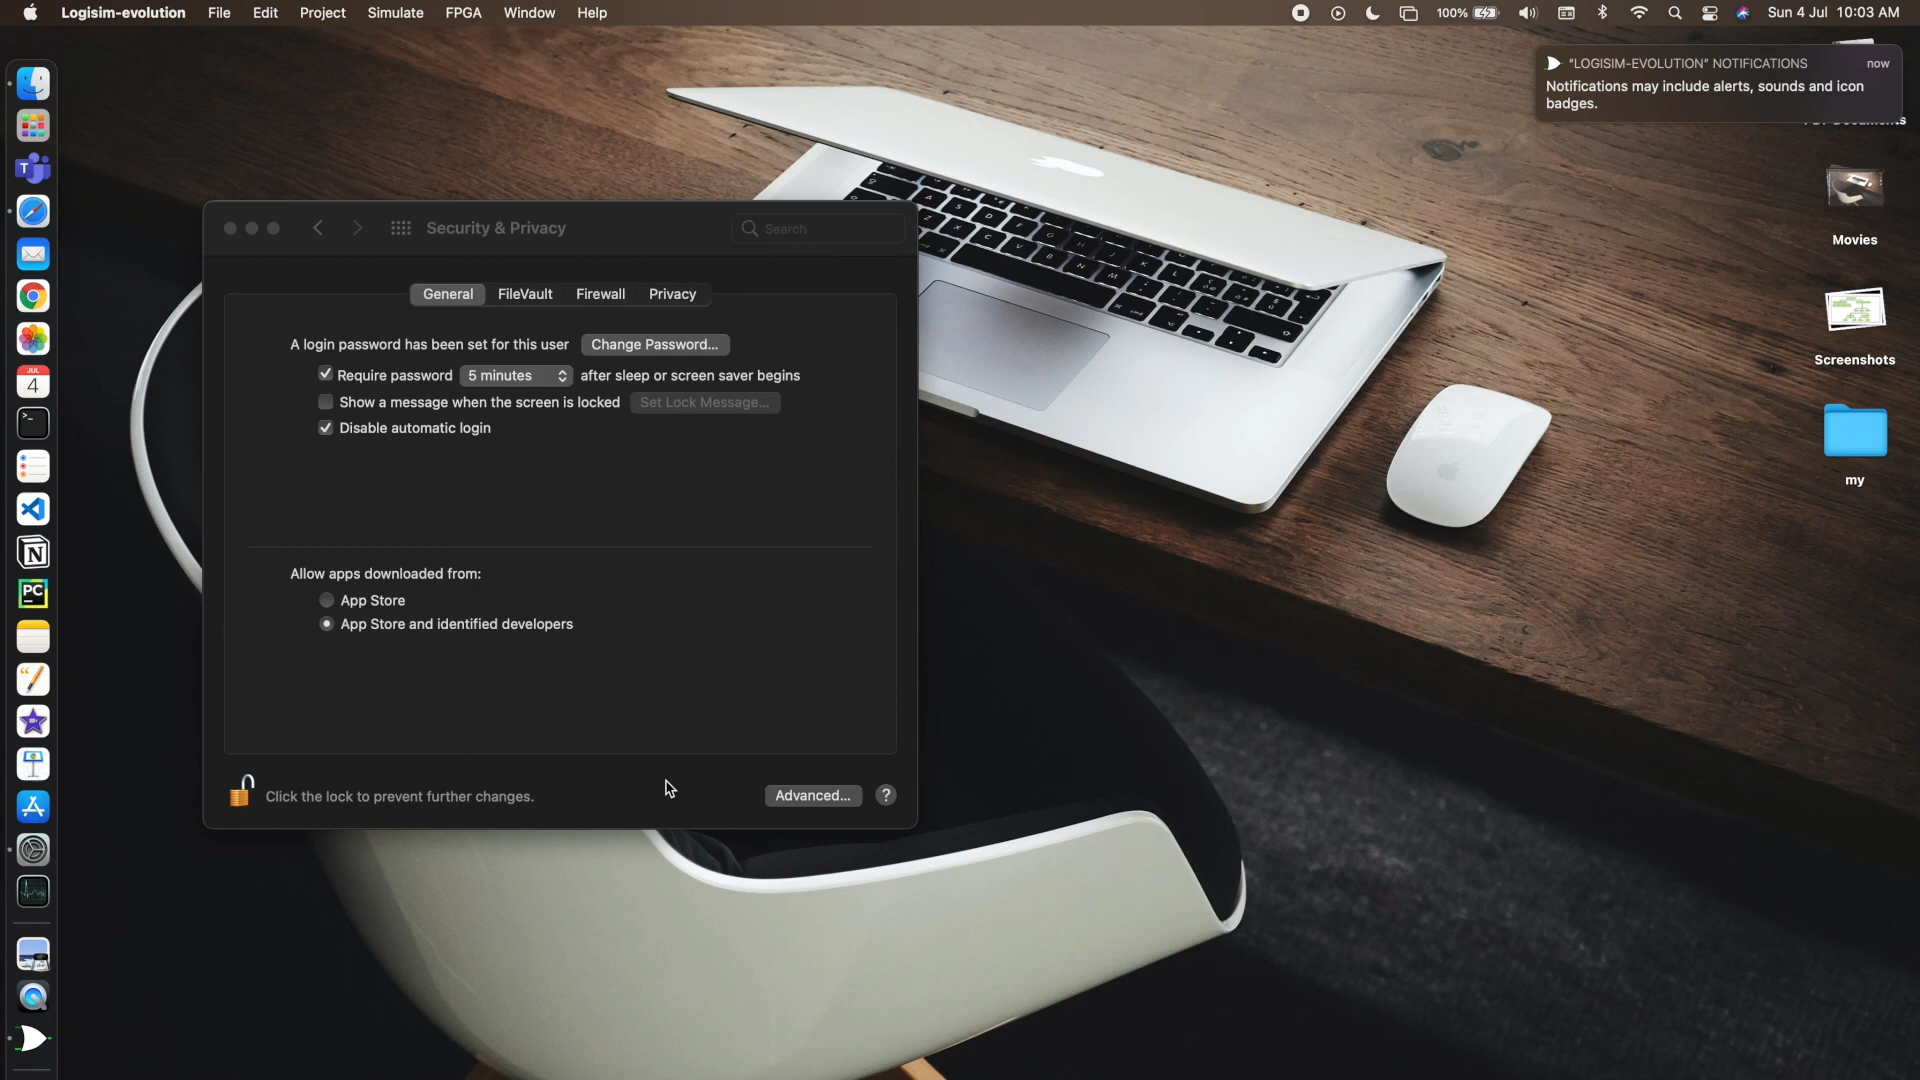 Logisim-evolution File Edit Project Simulate FPGA Window Help
100% Sun 4 Jul 10:03 AM
"LOGISIM-EVOLUTION" NOTIFICATIONS now
Notifications may include alerts, sounds and icon
badges.
Movies
Screenshots
my
Security & Privacy
Search
General FileVault Firewall Privacy
A login password has been set for this user Change Password...
Require password 5 minutes after sleep or screen saver begins
Show a message when the screen is locked Set Lock Message...
Disable automatic login
Allow apps downloaded from:
App Store
App Store and identified developers
Click the lock to prevent further changes.
Advanced... ?
T
JUL
4
PC